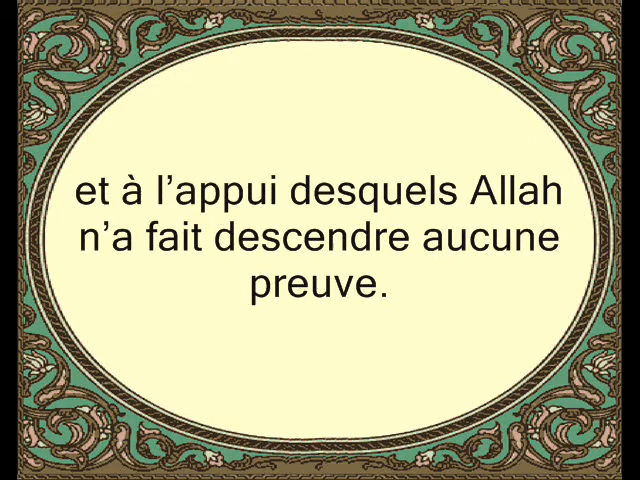 et à l’appui desquels Allah
n’a fait descendre aucune
preuve.